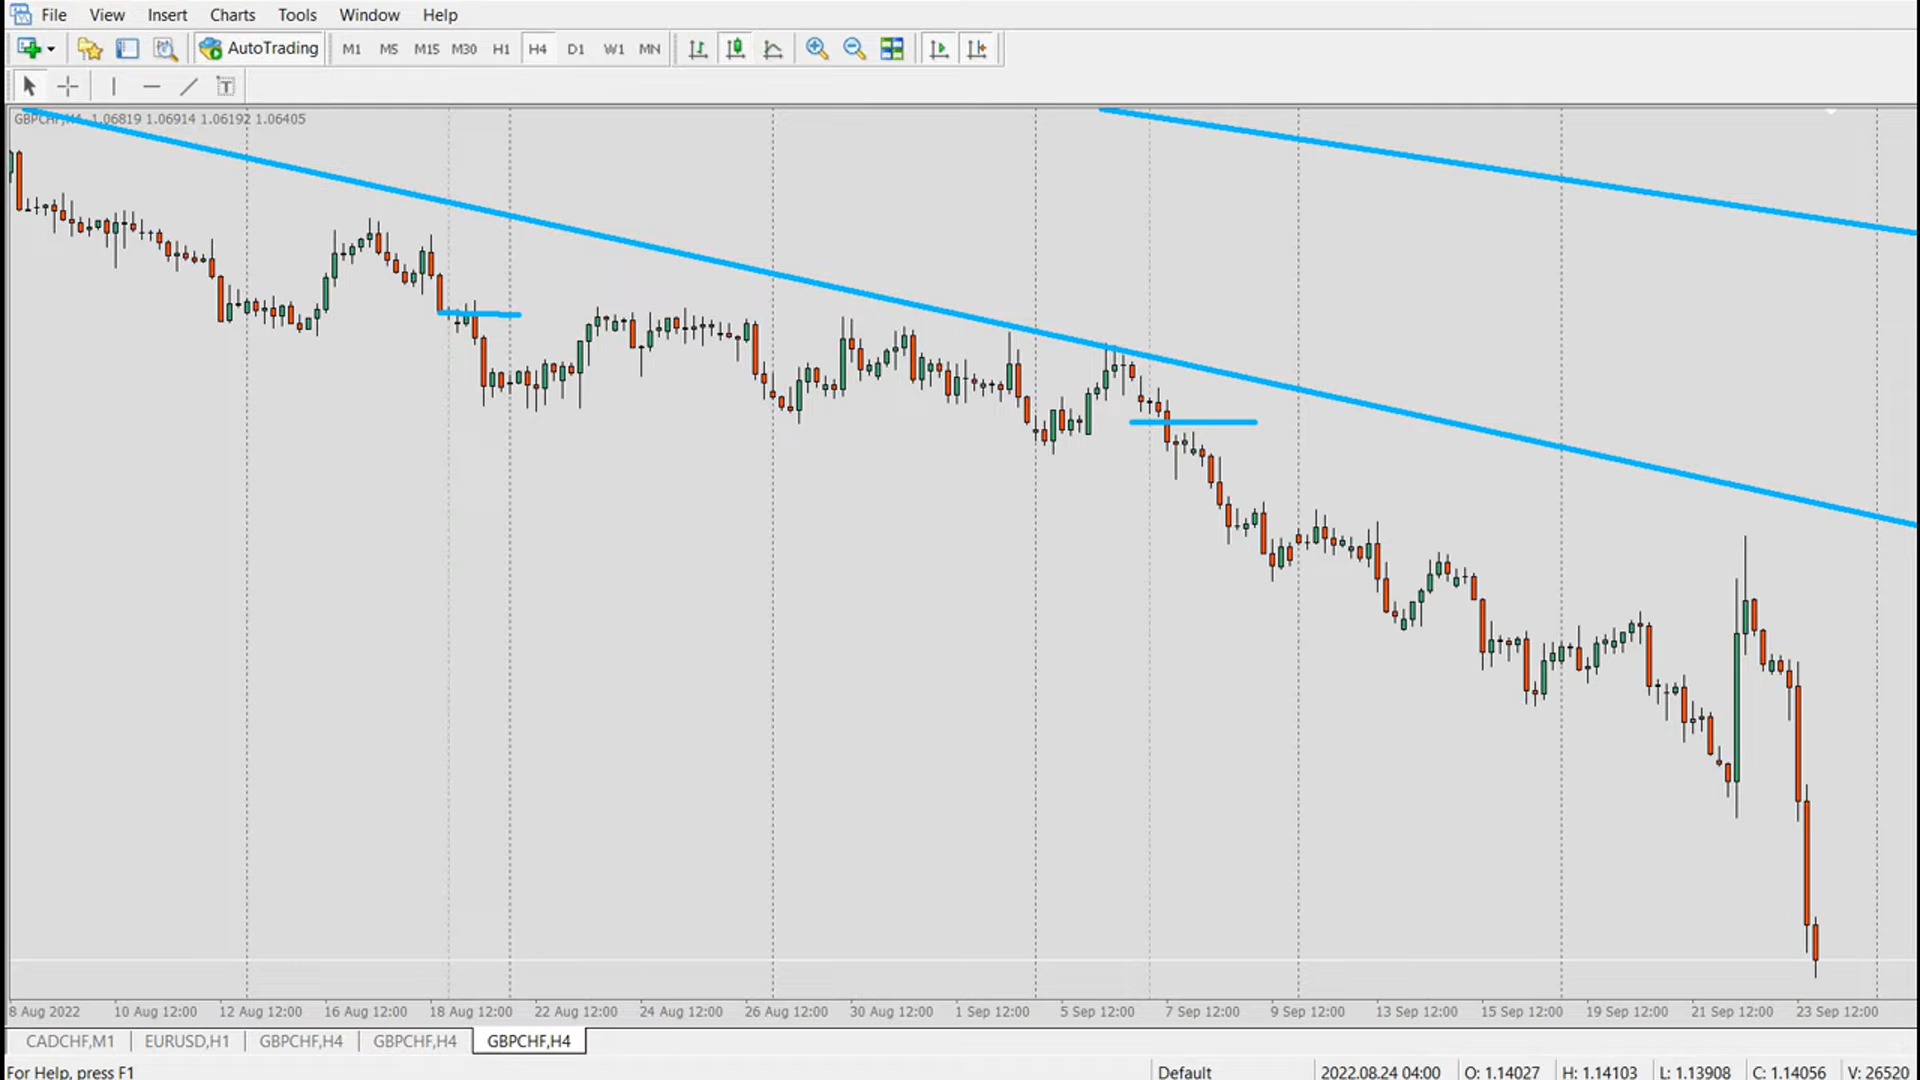 File View Insert Charts Tools Window Help
AutoTrading M1 M5 M15 M30 H1 H4 D1 W1 MN
T
GBPCHF,H4 1.06819 1.06914 1.06192 1.06405
8 Aug 2022 10 Aug 12:00 12 Aug 12:00 16 Aug 12:00 18 Aug 12:00 22 Aug 12:00 24 Aug 12:00 26 Aug 12:00 30 Aug 12:00 1 Sep 12:00 5 Sep 12:00 7 Sep 12:00 9 Sep 12:00 13 Sep 12:00 15 Sep 12:00 19 Sep 12:00 21 Sep 12:00 23 Sep 12:00
CADCHF,M1 EURUSD,H1 GBPCHF,H4 GBPCHF,H4 GBPCHF,H4
For Help, press F1 Default 2022.08.24 04:00 O: 1.14027 H: 1.14103 L: 1.13908 C: 1.14056 V: 26520